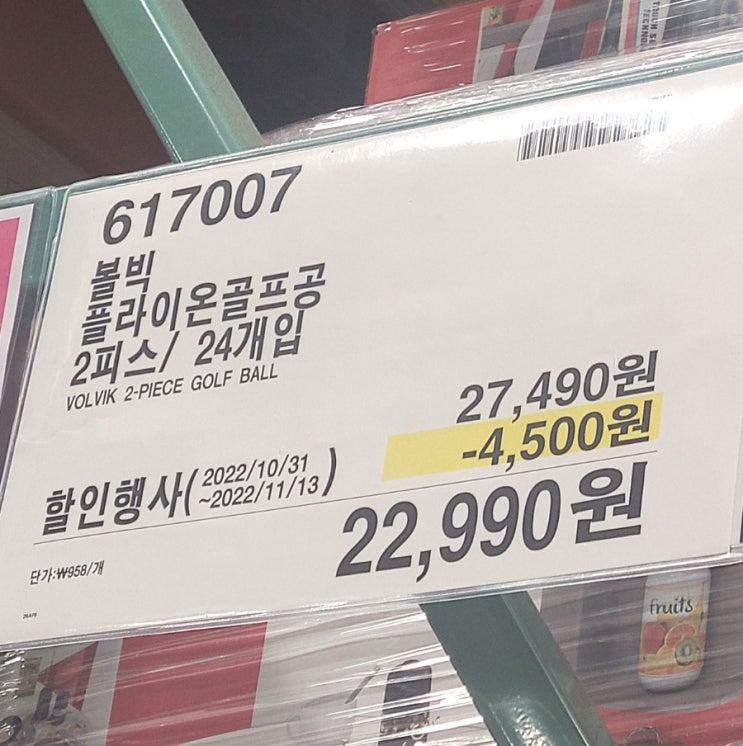 617007
볼빅
폴라이온골프공
2피스/ 24개입
VOLVIK 2-PIECE GOLF BALL
27,490원
-4,500원
할인행사(2022/10/31
~2022/11/13)
22,990원
단가:₩958/개
fruits